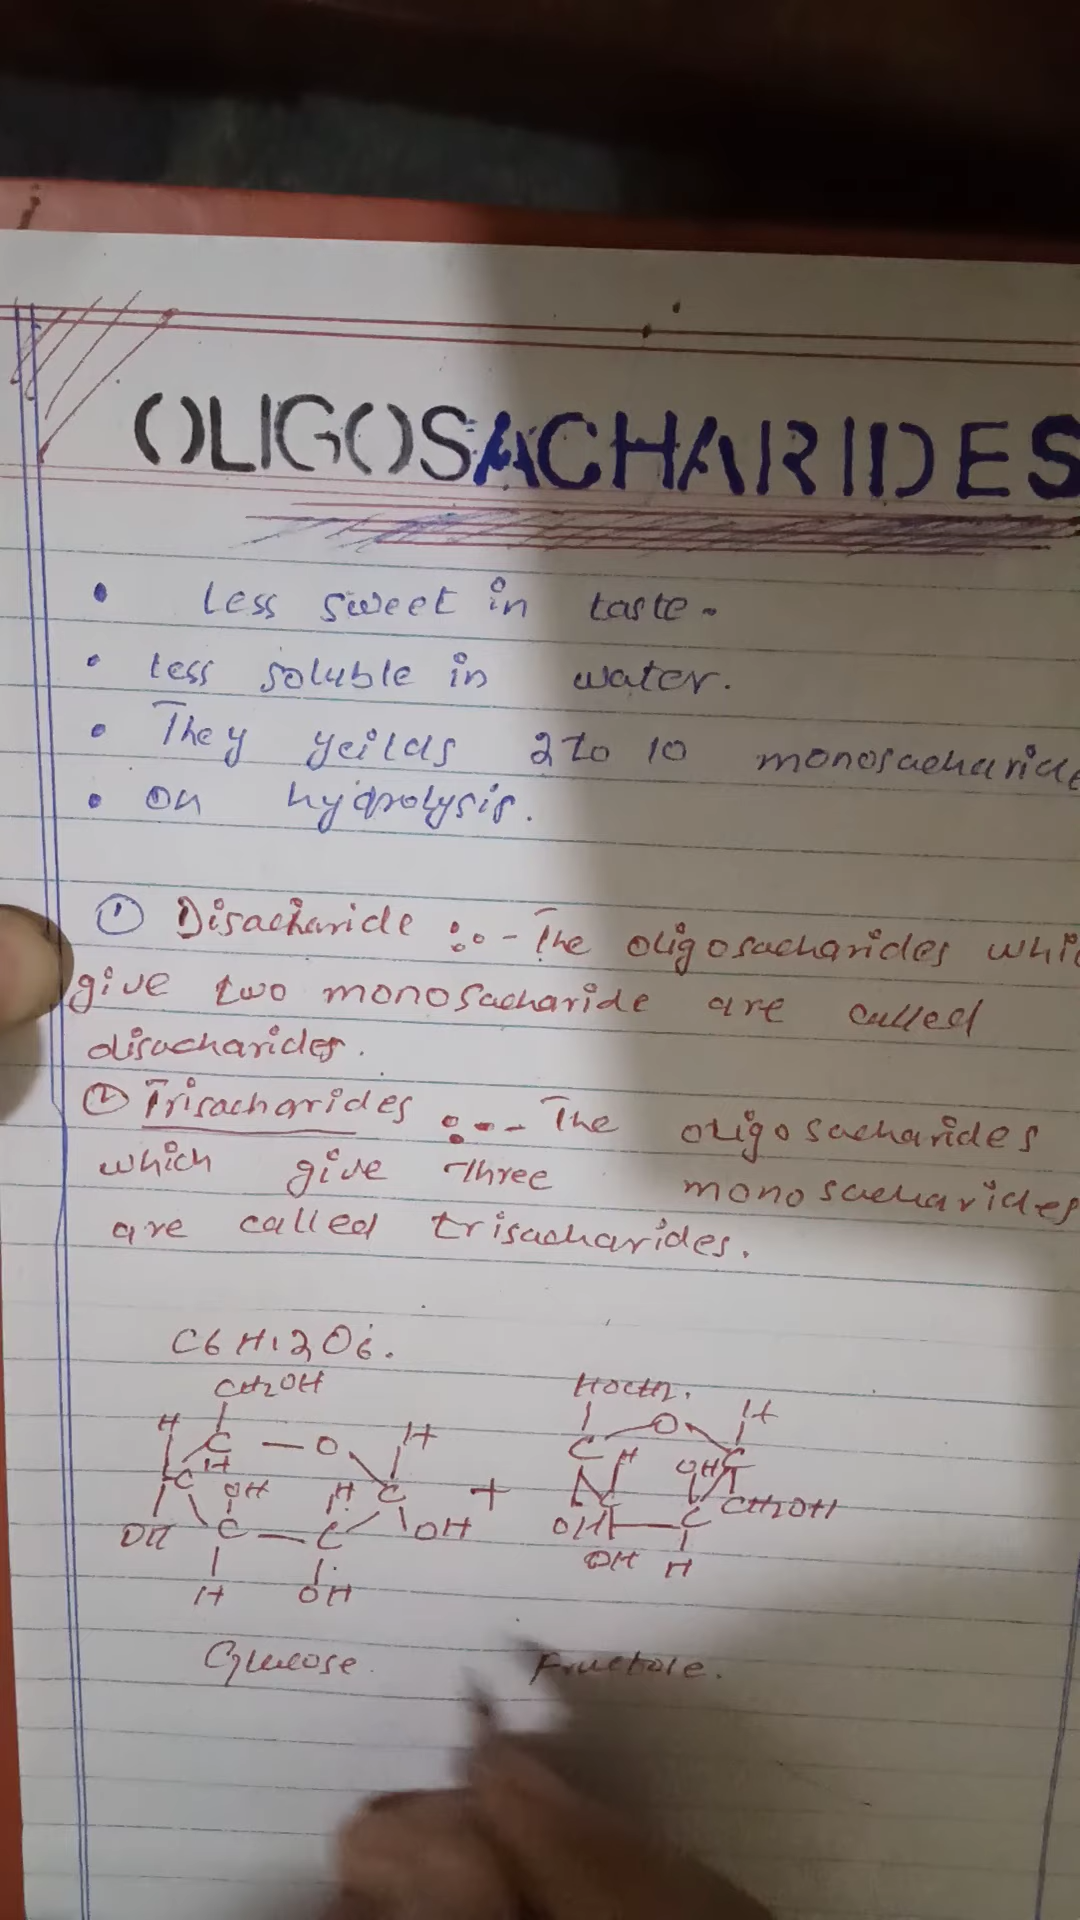 OLIGOSACHARIDES
• Less sweet in taste.
• less soluble in water.
• They yeilds 2 to 10 monosacharide
• on hydrolysis.
① Disacharide :- The oligosacharides whi
give two monosacharide are called
disacharides.
② Trisacharides :- The oligosacharides
which give three monosacharides
are called trisacharides.
C6H12O6.
CH2OH HOCH2.
H C — O H C O H
C H OH H C + H OH C
OH C — C OH C CH2OH
OH C
H OH OH H
Glucose. Fructose.